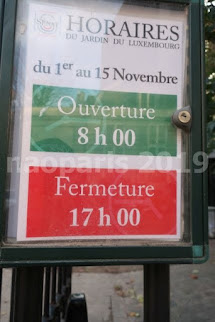 HORAIRES
DU JARDIN DU LUXEMBOURG
du 1er au 15 Novembre
Ouverture
8 h 00
naoparis 2019
Fermeture
17 h 00